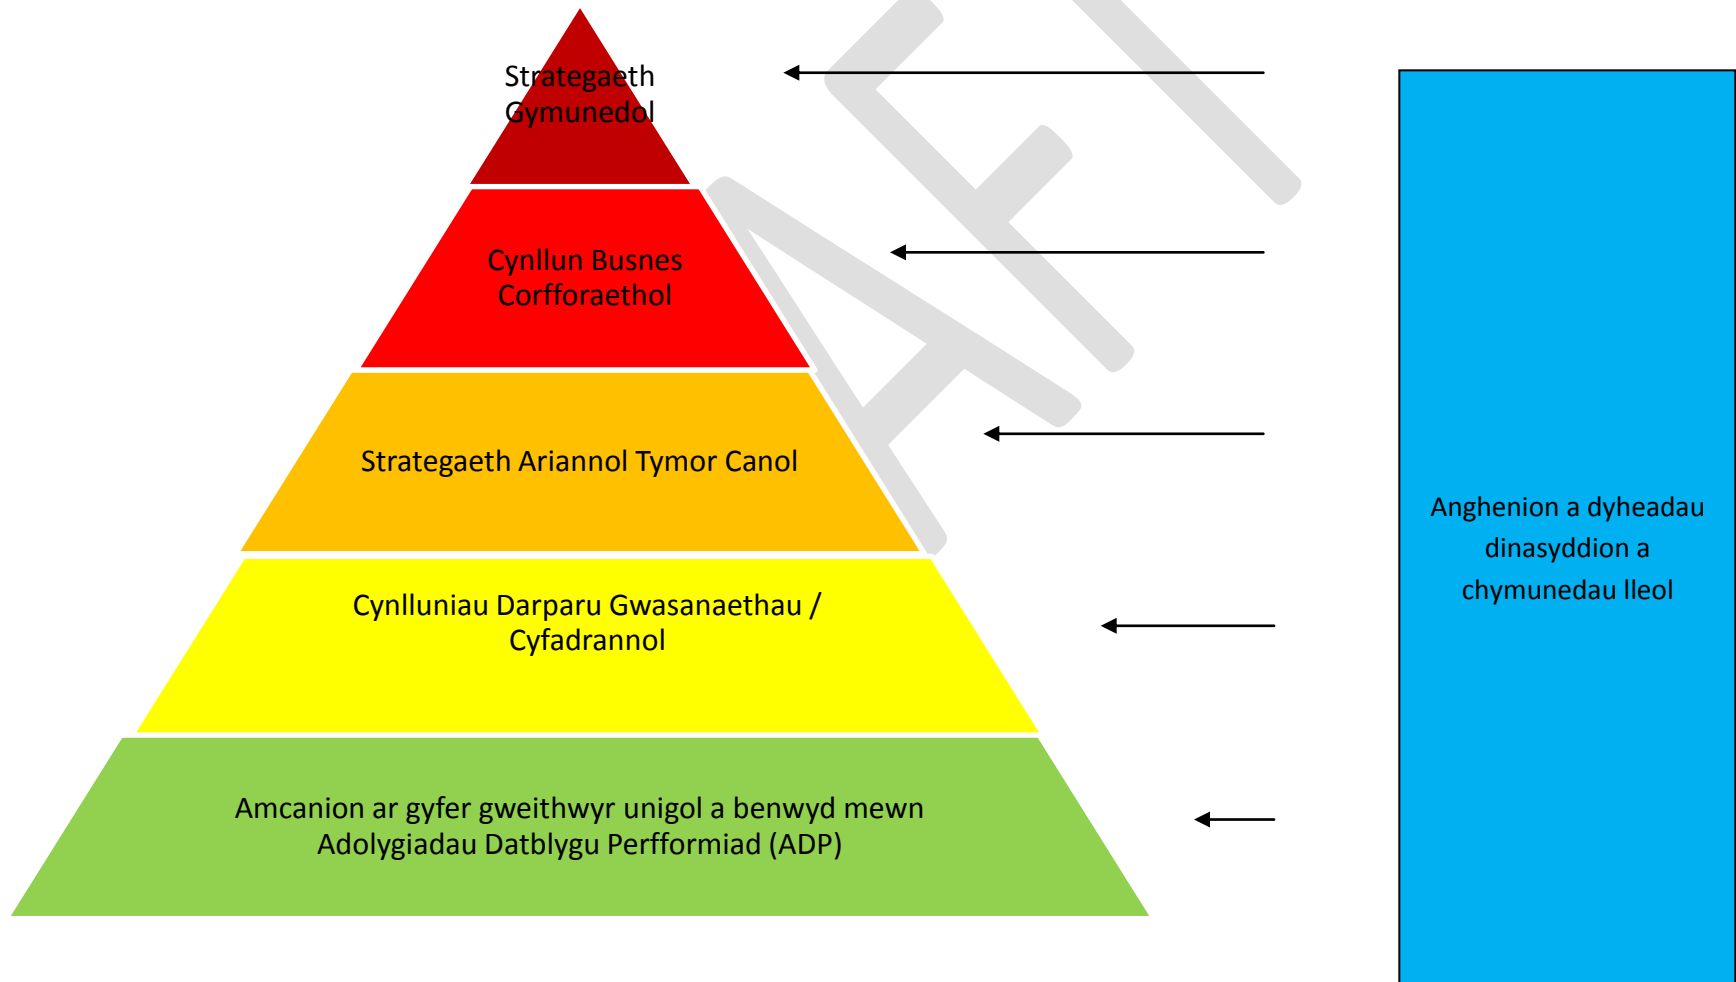 Strategaeth
Gymunedol
Cynllun Busnes
Corfforaethol
Strategaeth Ariannol Tymor Canol
Cynlluniau Darparu Gwasanaethau /
Cyfadrannol
Amcanion ar gyfer gweithwyr unigol a benwyd mewn
Adolygiadau Datblygu Perfformiad (ADP)
Anghenion a dyheadau
dinasyddion a
chymunedau lleol